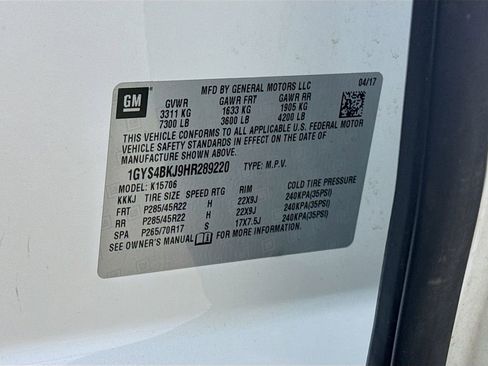 MFD BY GENERAL MOTORS LLC 04/17
GM GVWR GAWR FRT GAWR RR
3311 KG 1633 KG 1905 KG
7300 LB 3600 LB 4200 LB
THIS VEHICLE CONFORMS TO ALL APPLICABLE U.S. FEDERAL MOTOR
VEHICLE SAFETY STANDARDS IN EFFECT ON THE DATE OF
MANUFACTURE SHOWN ABOVE.
1GYS4BKJ9HR289220 TYPE: M.P.V.
MODEL: K15706
KKKJ TIRE SIZE SPEED RTG RIM COLD TIRE PRESSURE
FRT P285/45R22 H 22X9J 240KPA(35PSI)
RR P285/45R22 H 22X9J 240KPA(35PSI)
SPA P265/70R17 S 17X7.5J 240KPA(35PSI)
SEE OWNER'S MANUAL FOR MORE INFORMATION.